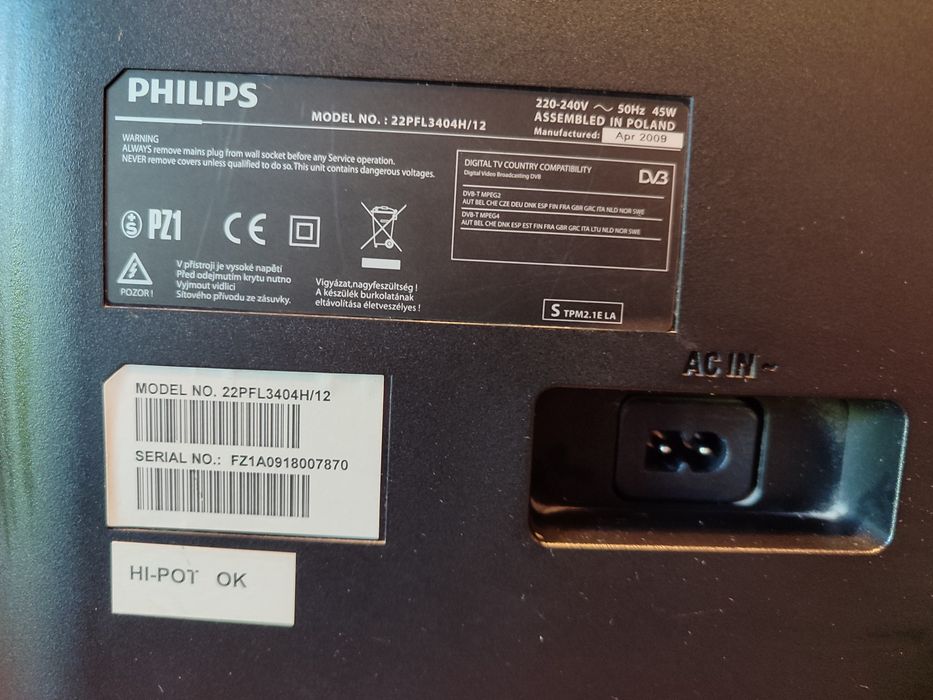 PHILIPS
MODEL NO. : 22PFL3404H/12
220-240V ~ 50Hz 45W
ASSEMBLED IN POLAND
Manufactured: Apr 2009
WARNING
ALWAYS remove mains plug from wall socket before any Service operation.
NEVER remove covers unless qualified to do so. This unit contains dangerous voltages.
DIGITAL TV COUNTRY COMPATIBILITY
Digital Video Broadcasting DVB
DVB
DVB-T MPEG2
AUT BEL CHE CZE DEU DNK ESP FIN FRA GBR GRC ITA NLD NOR SWE
DVB-T MPEG4
AUT BEL CHE DNK ESP EST FIN FRA GBR GRC ITA LTU NLD NOR SWE
S PZ1
CE
POZOR !
V přístroji je vysoké napětí
Před odejmutím krytu nutno
Vyjmout vidlici
Sítového přívodu ze zásuvky.
Vigyázat,nagyfeszültség !
A készülék burkolatának
eltávolítása életveszélyes !
S TPM2.1E LA
AC IN ~
MODEL NO. 22PFL3404H/12
SERIAL NO.: FZ1A0918007870
HI-POT OK